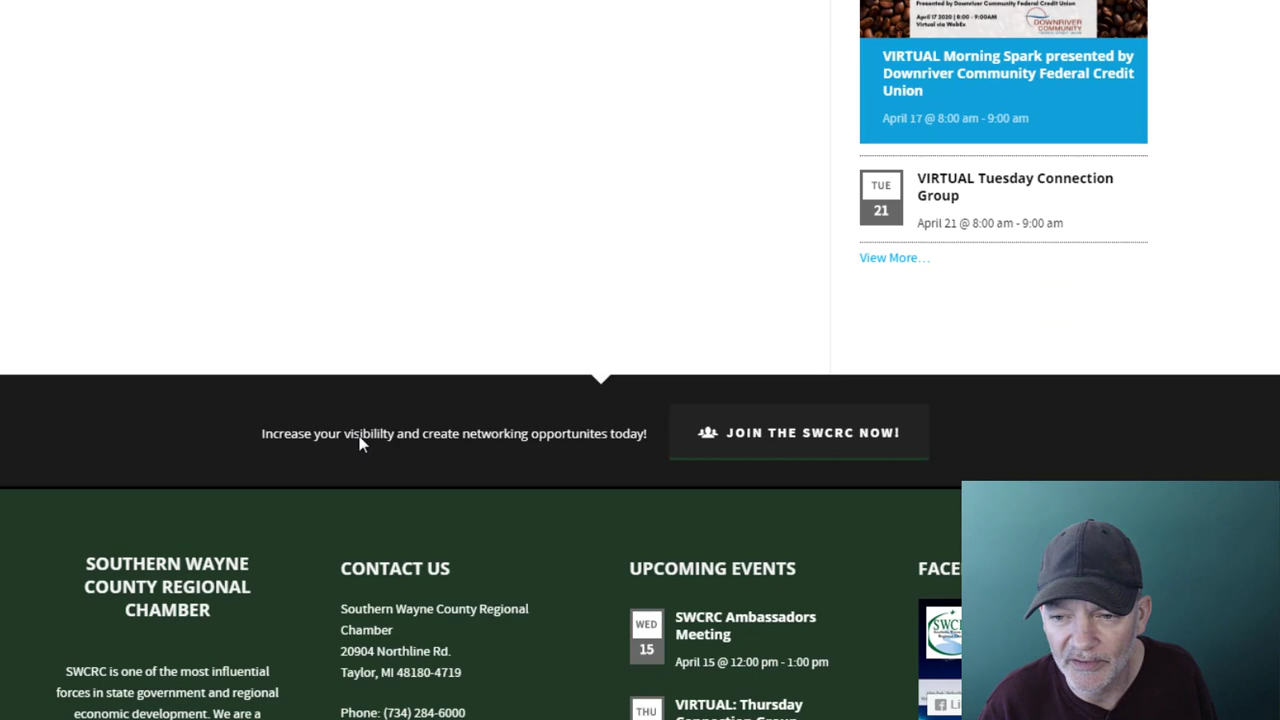 Presented by Downriver Community Federal Credit Union
April 17 2020 | 8:00 - 9:00AM
Virtual via WebEx
DOWNRIVER
COMMUNITY
VIRTUAL Morning Spark presented by
Downriver Community Federal Credit
Union
April 17 @ 8:00 am - 9:00 am
TUE
21
VIRTUAL Tuesday Connection
Group
April 21 @ 8:00 am - 9:00 am
View More...
Increase your visibililty and create networking opportunites today!
JOIN THE SWCRC NOW!
SOUTHERN WAYNE
COUNTY REGIONAL
CHAMBER
SWCRC is one of the most influential
forces in state government and regional
economic development. We are a
CONTACT US
Southern Wayne County Regional
Chamber
20904 Northline Rd.
Taylor, MI 48180-4719
Phone: (734) 284-6000
UPCOMING EVENTS
WED
15
SWCRC Ambassadors
Meeting
April 15 @ 12:00 pm - 1:00 pm
THU
VIRTUAL: Thursday
FACE
SWC
Li